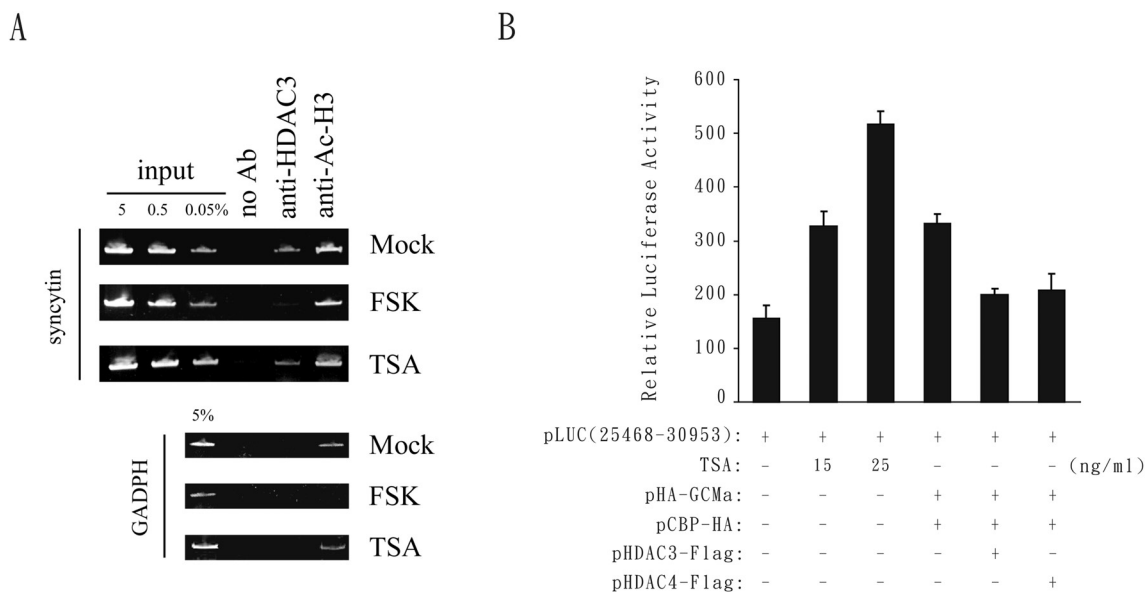 A
input
no Ab
anti-HDAC3
anti-Ac-H3
5 0.5 0.05%
syncytin
Mock
FSK
TSA
5%
GADPH
Mock
FSK
TSA
B
Relative Luciferase Activity
600
500
400
300
200
100
0
pLUC(25468-30953): + + + + + +
TSA: - 15 25 - - - (ng/ml)
pHA-GCMa: - - - + + +
pCBP-HA: - - - + + +
pHDAC3-Flag: - - - - + -
pHDAC4-Flag: - - - - - +